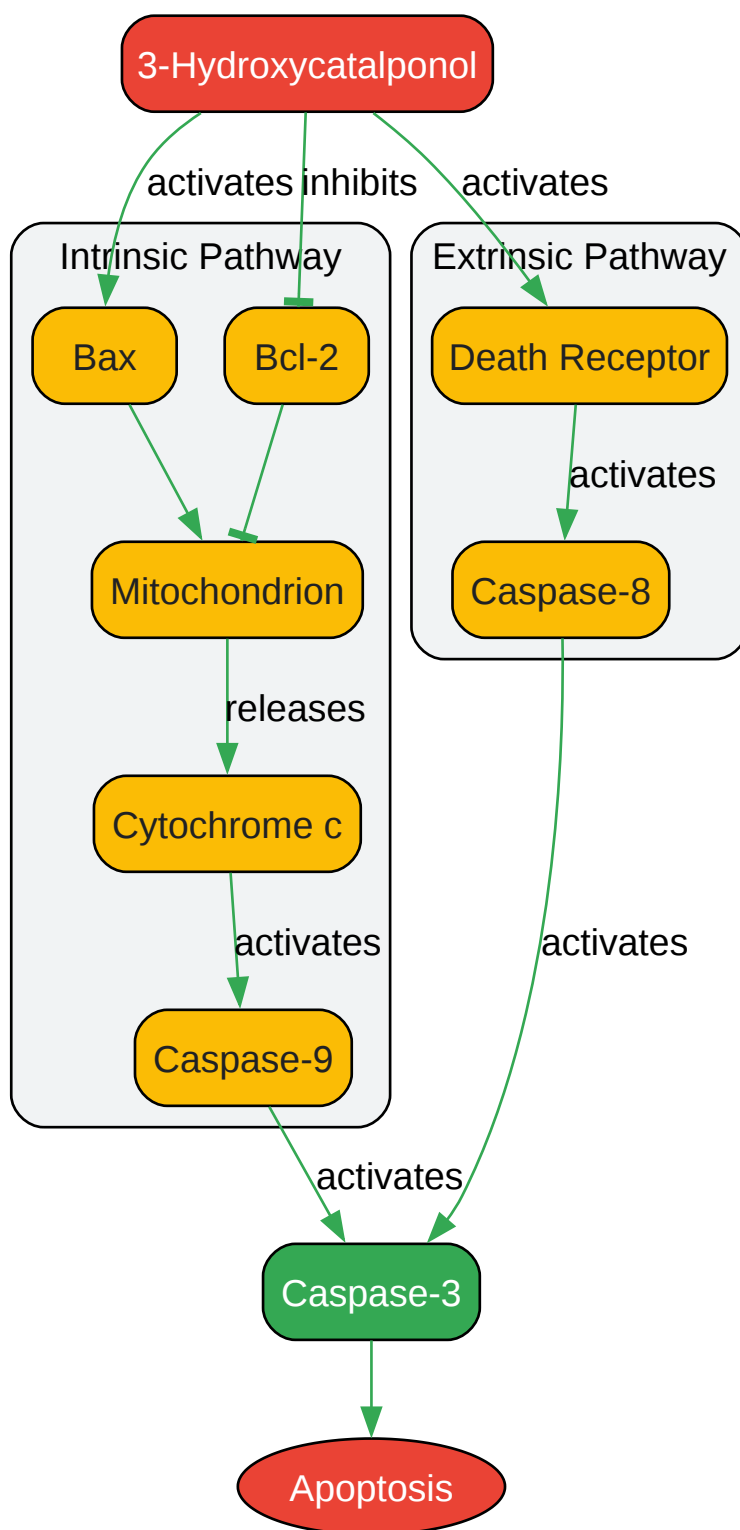 3-Hydroxycatalponol
activates
inhibits
activates
Intrinsic Pathway
Extrinsic Pathway
Bax
Bcl-2
Death Receptor
activates
Mitochondrion
Caspase-8
releases
Cytochrome c
activates
activates
Caspase-9
activates
Caspase-3
Apoptosis